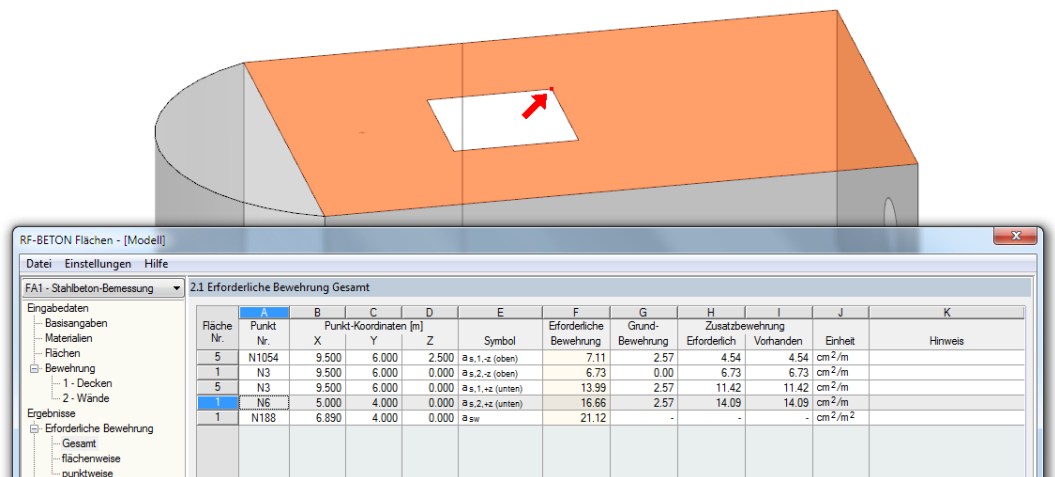 RF-BETON Flächen - [Modell]
x
Datei Einstellungen Hilfe
FA1 - Stahlbeton-Bemessung
2.1 Erforderliche Bewehrung Gesamt
Eingabedaten
Basisangaben
Materialien
Flächen
Bewehrung
1 - Decken
2 - Wände
Ergebnisse
Erforderliche Bewehrung
Gesamt
flächenweise
punktweise
A B C D E F G H I J K
Fläche Punkt Punkt-Koordinaten [m] Erforderliche Grund- Zusatzbewehrung
Nr. Nr. X Y Z Symbol Bewehrung Bewehrung Erforderlich Vorhanden Einheit Hinweis
5 N1054 9.500 6.000 2.500 as,1,-z (oben) 7.11 2.57 4.54 4.54 cm2/m
1 N3 9.500 6.000 0.000 as,2,-z (oben) 6.73 0.00 6.73 6.73 cm2/m
5 N3 9.500 6.000 0.000 as,1,+z (unten) 13.99 2.57 11.42 11.42 cm2/m
1 N6 5.000 4.000 0.000 as,2,+z (unten) 16.66 2.57 14.09 14.09 cm2/m
1 N188 6.890 4.000 0.000 asw 21.12 - - - cm2/m2